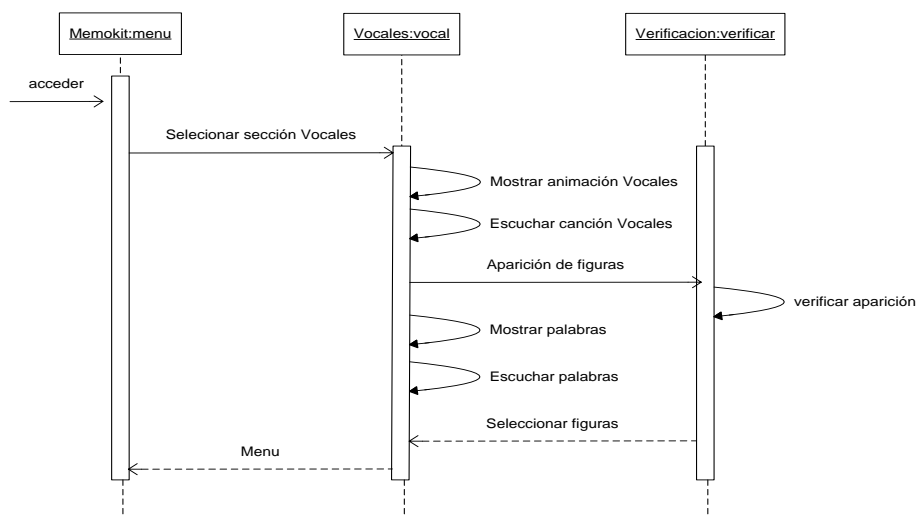 Memokit:menu
Vocales:vocal
Verificacion:verificar
acceder
Selecionar sección Vocales
Mostrar animación Vocales
Escuchar canción Vocales
Aparición de figuras
verificar aparición
Mostrar palabras
Escuchar palabras
Seleccionar figuras
Menu